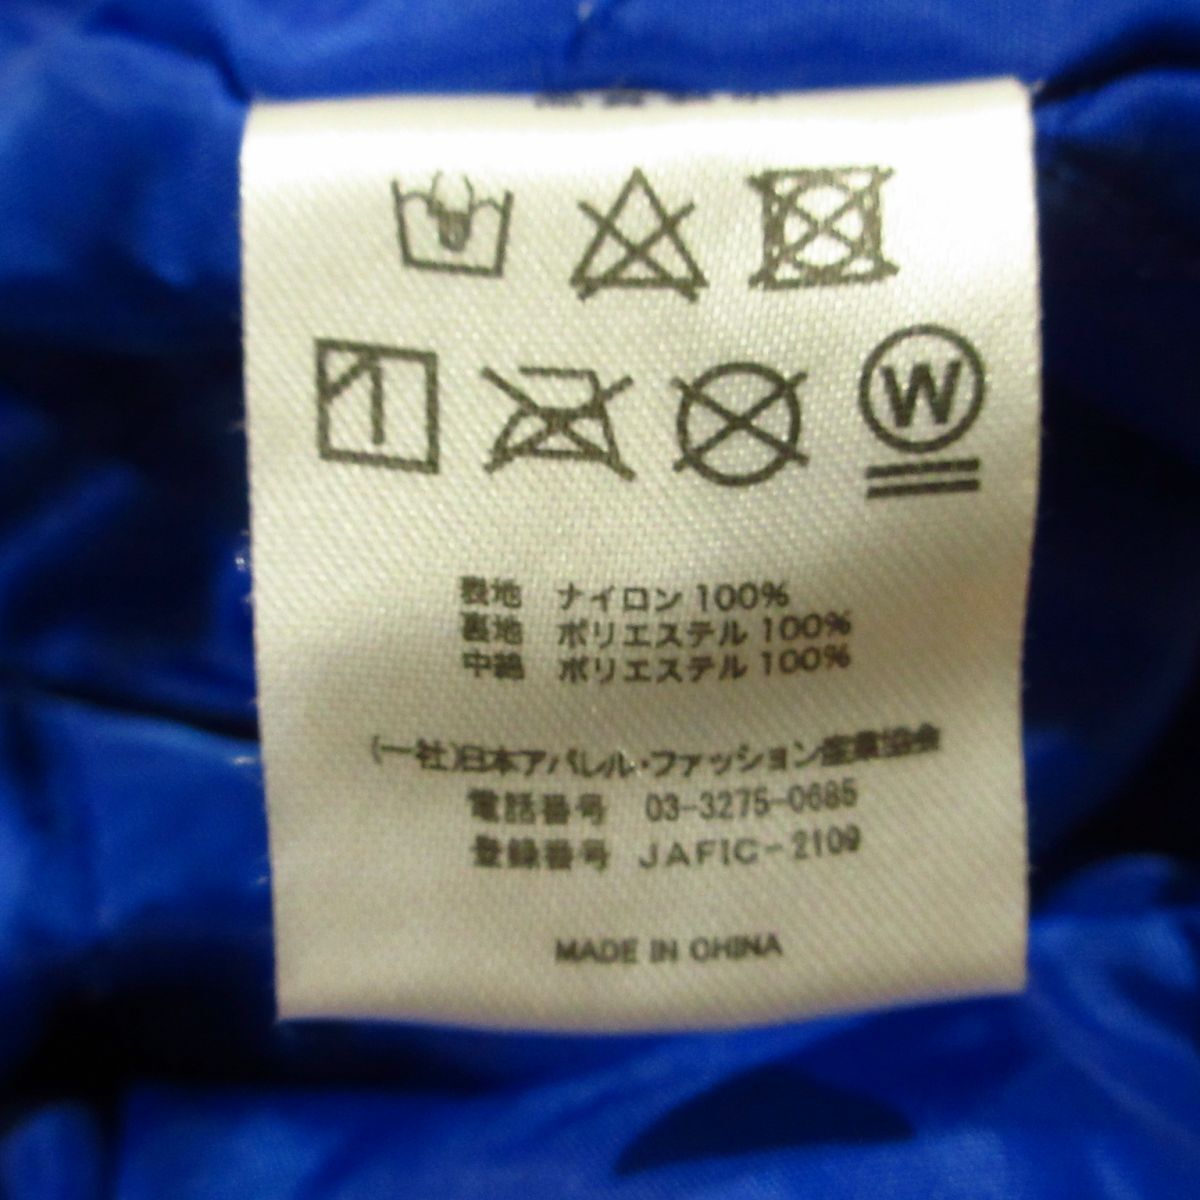 W
表地 ナイロン 100%
裏地 ポリエステル 100%
中綿 ポリエステル 100%
(一社)日本アパレル・ファッション産業協会
電話番号 03-3275-0685
登録番号 JAFIC-2109
MADE IN CHINA